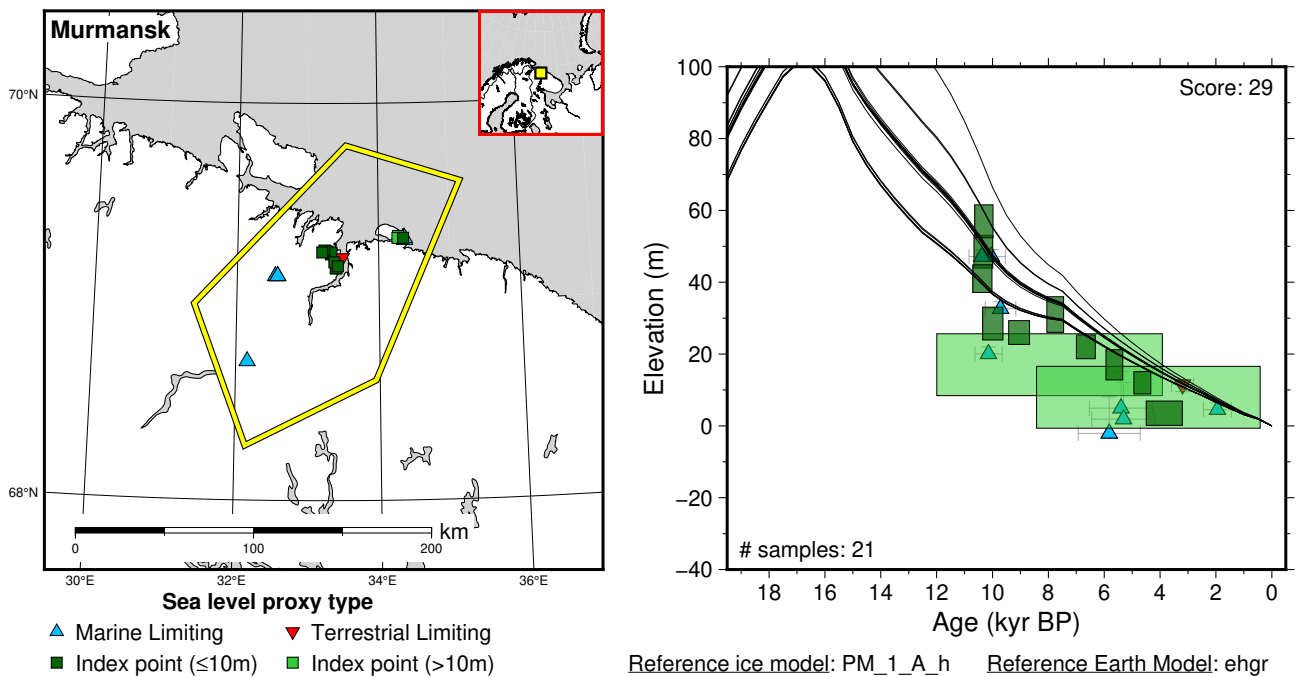 Murmansk
70°N
68°N
km
0
100
200
30°E
32°E
34°E
36°E
Sea level proxy type
Marine Limiting
Terrestrial Limiting
Index point (≤10m)
Index point (>10m)
Score: 29
100
80
60
40
20
0
−20
−40
Elevation (m)
# samples: 21
18
16
14
12
10
8
6
4
2
0
Age (kyr BP)
Reference ice model: PM_1_A_h
Reference Earth Model: ehgr